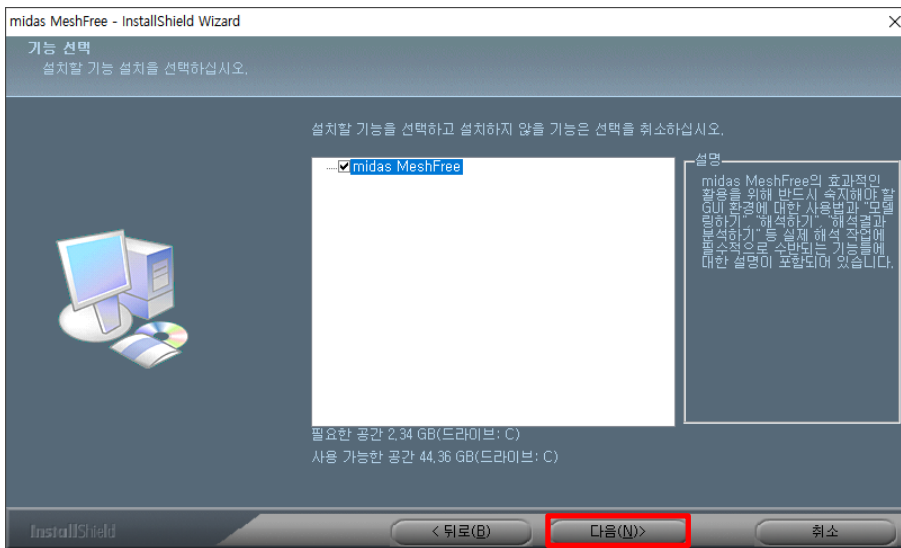 midas MeshFree - InstallShield Wizard
기능 선택
설치할 기능 설치를 선택하십시오.
설치할 기능을 선택하고 설치하지 않을 기능은 선택을 취소하십시오.
midas MeshFree
설명
midas MeshFree의 효과적인
활용을 위해 반드시 숙지해야 할
GUI 환경에 대한 사용법과 "모델
링하기", "해석하기", "해석결과
분석하기" 등 실제 해석 작업에
필수적으로 수반되는 기능들에
대한 설명이 포함되어 있습니다.
필요한 공간 2.34 GB(드라이브: C)
사용 가능한 공간 44.36 GB(드라이브: C)
InstallShield
< 뒤로(B)
다음(N)>
취소